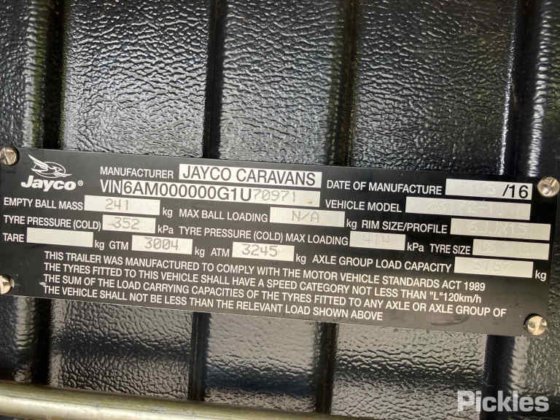 Jayco
MANUFACTURER JAYCO CARAVANS DATE OF MANUFACTURE /16
VIN 6AM000000G1U70971 VEHICLE MODEL
EMPTY BALL MASS 241 kg MAX BALL LOADING N/A kg RIM SIZE/PROFILE
TYRE PRESSURE (COLD) 352 kPa TYRE PRESSURE (COLD) MAX LOADING kPa TYRE SIZE
TARE kg GTM 3004 kg ATM 3245 kg AXLE GROUP LOAD CAPACITY kg
THIS TRAILER WAS MANUFACTURED TO COMPLY WITH THE MOTOR VEHICLE STANDARDS ACT 1989
THE TYRES FITTED TO THIS VEHICLE SHALL HAVE A SPEED CATEGORY NOT LESS THAN "L" 120km/h
THE SUM OF THE LOAD CARRYING CAPACITIES OF THE TYRES FITTED TO ANY AXLE OR AXLE GROUP OF
THE VEHICLE SHALL NOT BE LESS THAN THE RELEVANT LOAD SHOWN ABOVE
Pickles